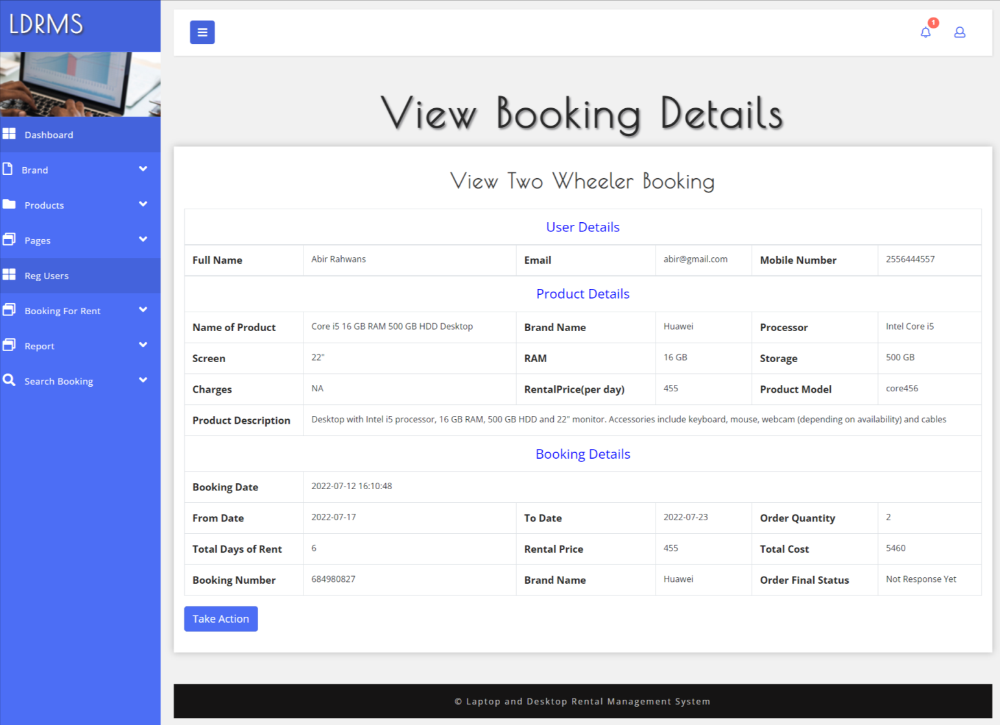 LDRMS
1
Dashboard
Brand
Products
Pages
Reg Users
Booking For Rent
Report
Search Booking
View Booking Details
View Two Wheeler Booking
User Details
Full Name Abir Rahwans Email abir@gmail.com Mobile Number 2556444557
Product Details
Name of Product Core i5 16 GB RAM 500 GB HDD Desktop Brand Name Huawei Processor Intel Core i5
Screen 22" RAM 16 GB Storage 500 GB
Charges NA RentalPrice(per day) 455 Product Model core456
Product Description Desktop with Intel i5 processor, 16 GB RAM, 500 GB HDD and 22" monitor. Accessories include keyboard, mouse, webcam (depending on availability) and cables
Booking Details
Booking Date 2022-07-12 16:10:48
From Date 2022-07-17 To Date 2022-07-23 Order Quantity 2
Total Days of Rent 6 Rental Price 455 Total Cost 5460
Booking Number 684980827 Brand Name Huawei Order Final Status Not Response Yet
Take Action
© Laptop and Desktop Rental Management System